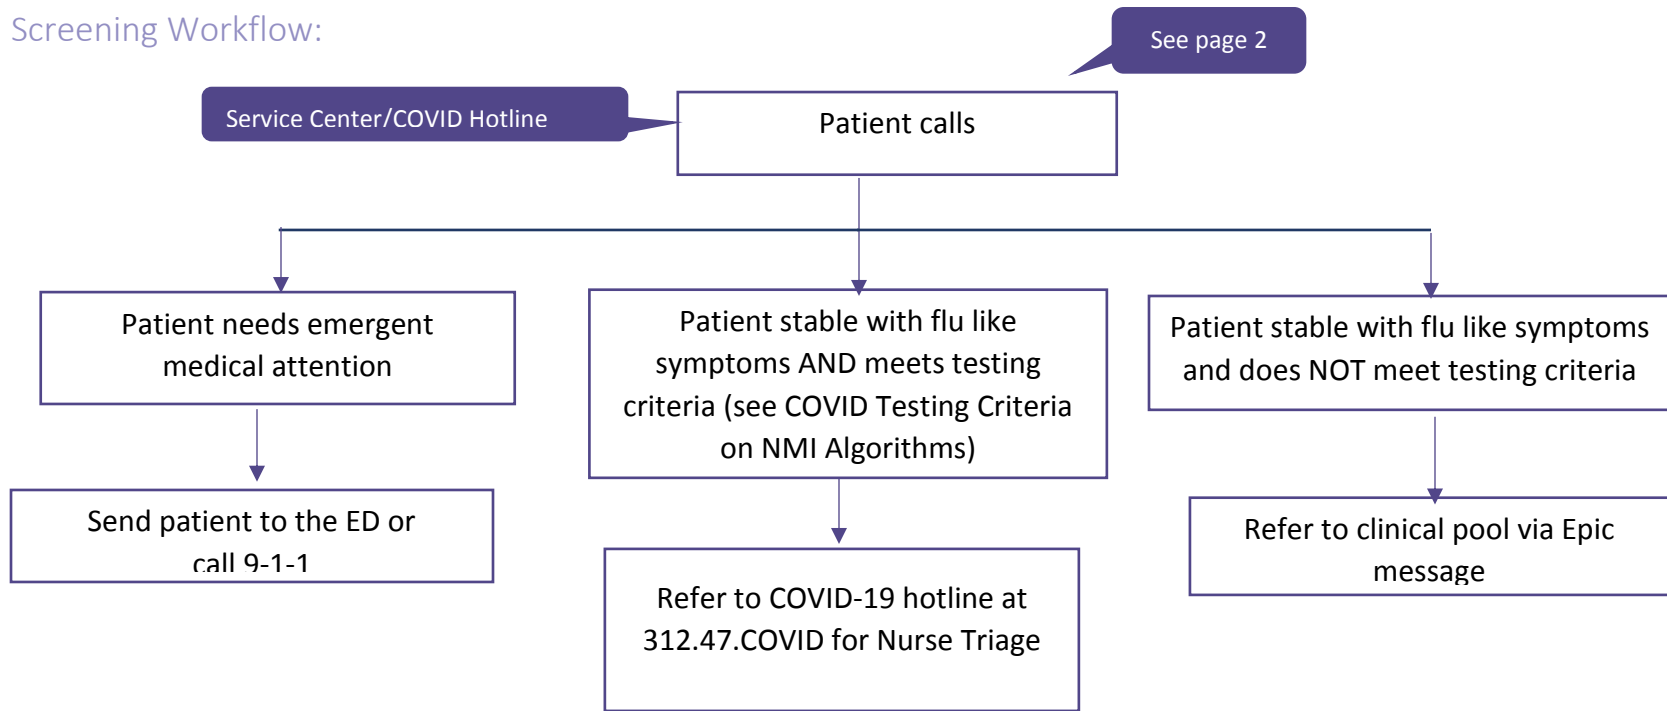 Screening Workflow:
See page 2
Service Center/COVID Hotline
Patient calls
Patient needs emergent
medical attention
Patient stable with flu like
symptoms AND meets testing
criteria (see COVID Testing Criteria
on NMI Algorithms)
Patient stable with flu like symptoms
and does NOT meet testing criteria
Send patient to the ED or
call 9-1-1
Refer to COVID-19 hotline at
312.47.COVID for Nurse Triage
Refer to clinical pool via Epic
message